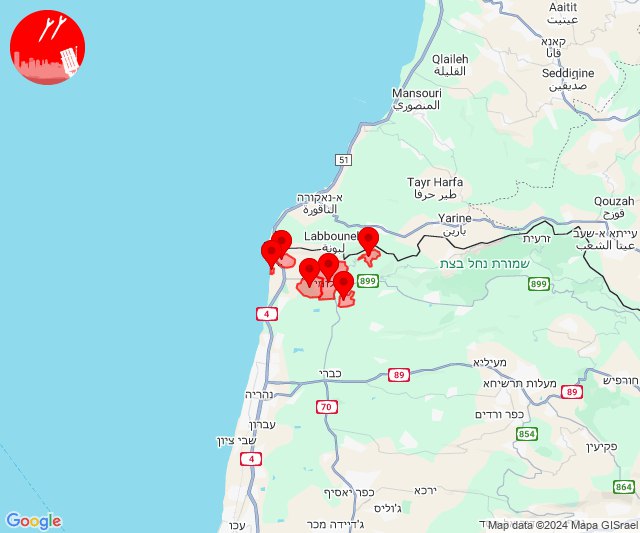 Aaitit
عيتيت
קאנא
قانا
Qlaileh
القليلة
Seddiqine
صديقين
Mansouri
المنصوري
51
Tayr Harfa
طير حرفا
א-נאקורה
الناقورة
Qouzah
قوزح
Yarine
يارين
Labbouneh
لبونة
זרעית
עייתא א-שעב
عيتا الشعب
שמורת נחל בצת
899
899
4
כברי
89
מעיליא
חורפיש
מעלות תרשיחא
89
נהריה
70
כפר ורדים
עברון
854
שבי ציון
פקיעין
4
864
ירכא
כפר יאסיף
ג'וליס
עכו
ג'דיידה מכר
Google
Map data ©2024 Mapa GISrael